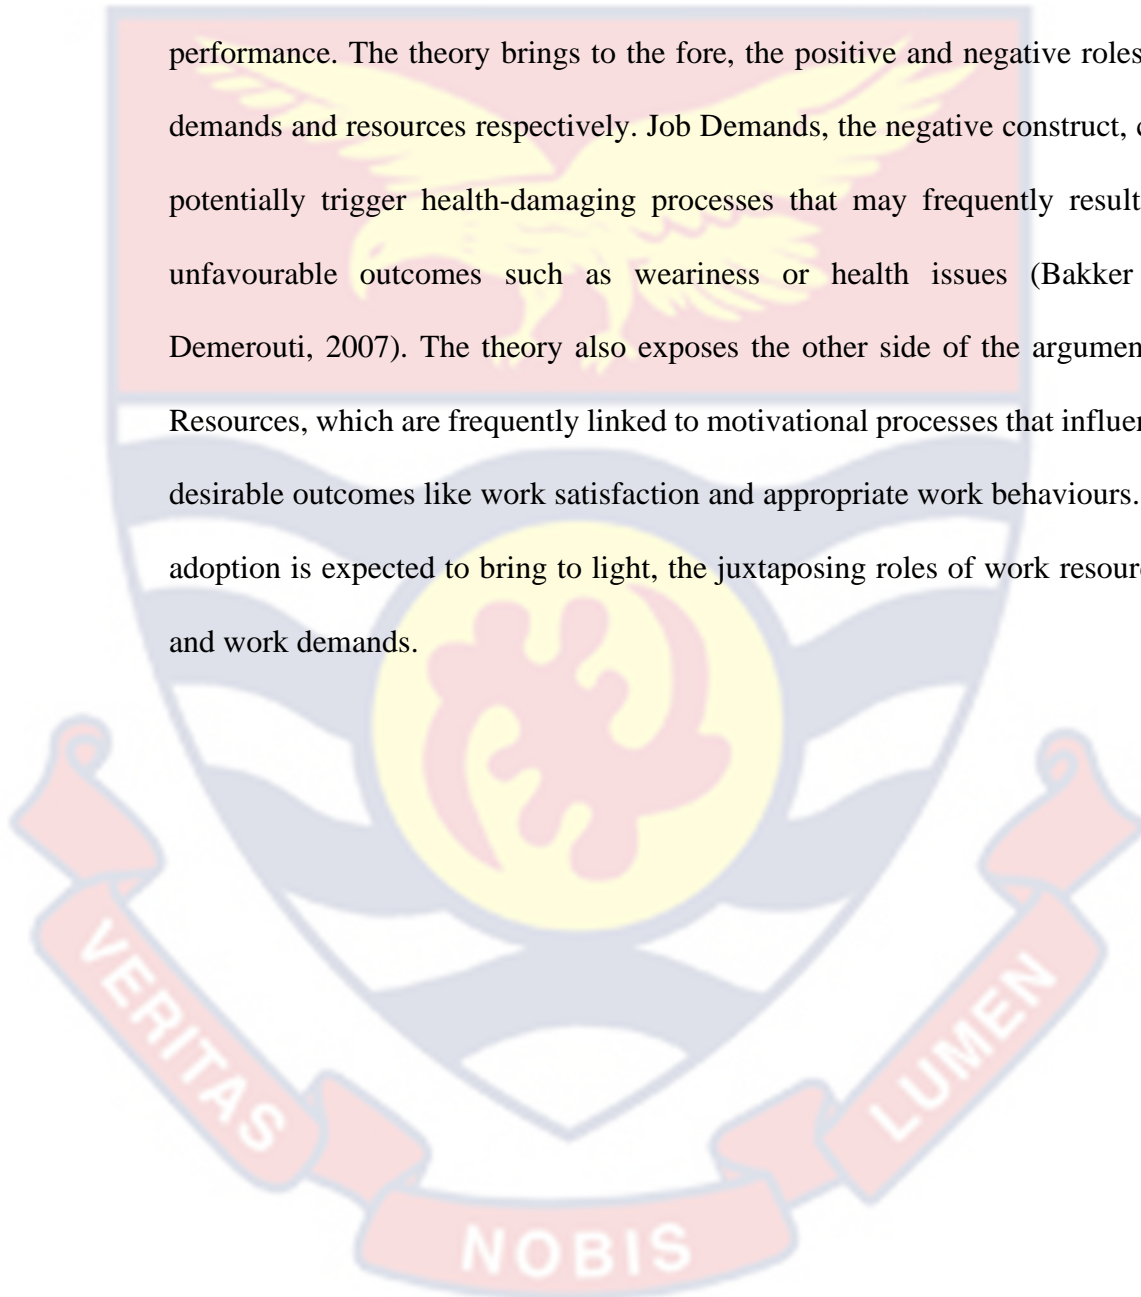 performance. The theory brings to the fore, the positive and negative roles
demands and resources respectively. Job Demands, the negative construct,
potentially trigger health-damaging processes that may frequently result
unfavourable outcomes such as weariness or health issues (Bakker
Demerouti, 2007). The theory also exposes the other side of the argumen
Resources, which are frequently linked to motivational processes that influen
desirable outcomes like work satisfaction and appropriate work behaviours.
adoption is expected to bring to light, the juxtaposing roles of work resour
and work demands.
VERITAS
NOBIS
LUMEN